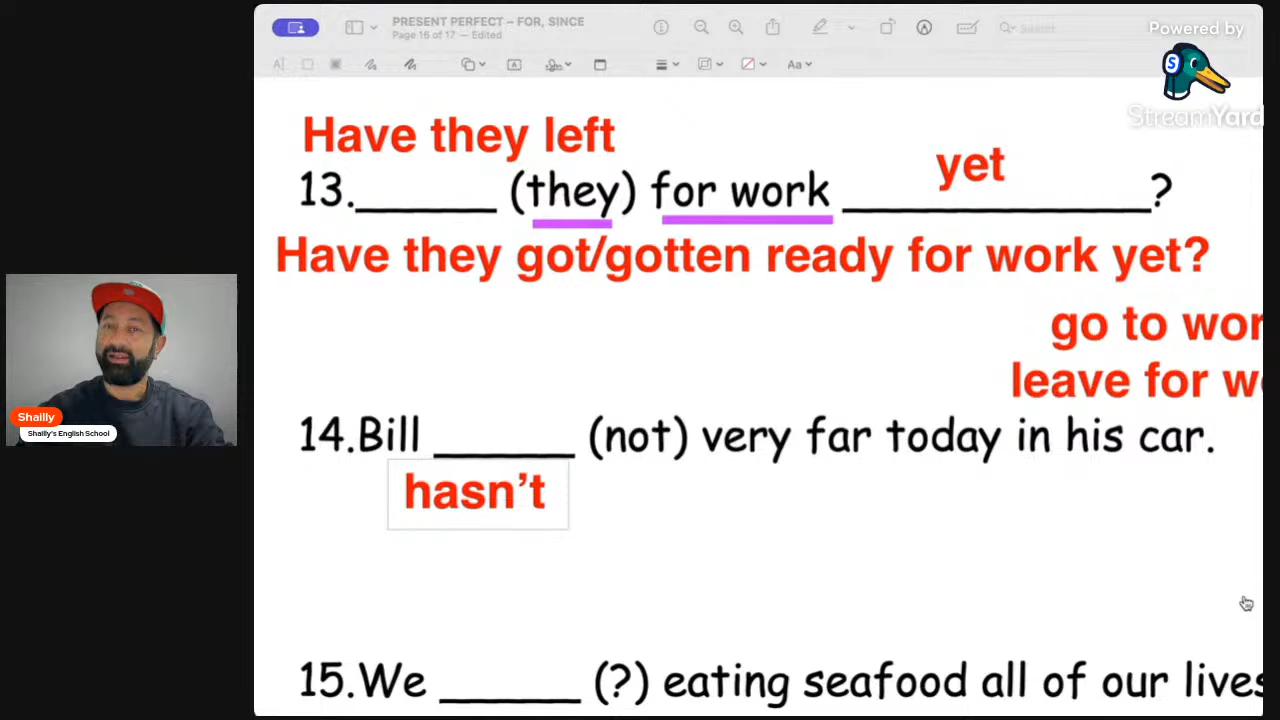 PRESENT PERFECT – FOR, SINCE
Page 16 of 17 — Edited
Search
Powered by
StreamYard
Have they left
yet
13.______ (they) for work _____________?
Have they got/gotten ready for work yet?
go to wor
leave for w
14.Bill ______ (not) very far today in his car.
hasn't
15.We ______ (?) eating seafood all of our lives
Shailly
Shailly's English School